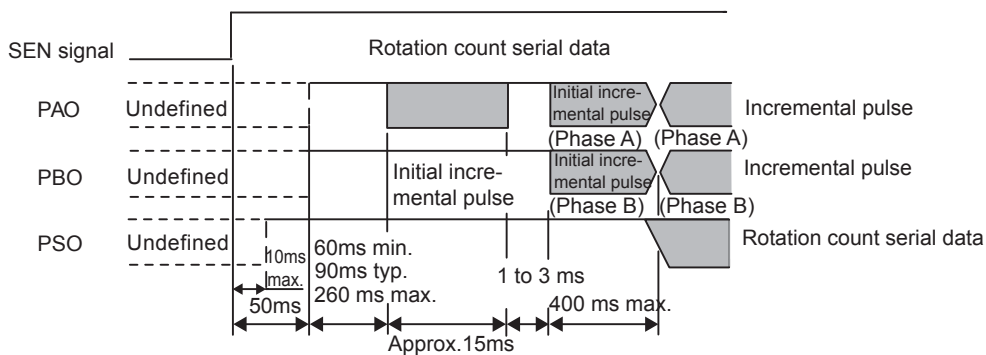 SEN signal
Rotation count serial data
PAO
Undefined
Initial incre-
mental pulse
(Phase A)
(Phase A)
Incremental pulse
PBO
Undefined
Initial incre-
mental pulse
Initial incre-
mental pulse
(Phase B)
(Phase B)
Incremental pulse
PSO
Undefined
Rotation count serial data
10ms
max.
50ms
60ms min.
90ms typ.
260 ms max.
Approx.15ms
1 to 3 ms
400 ms max.